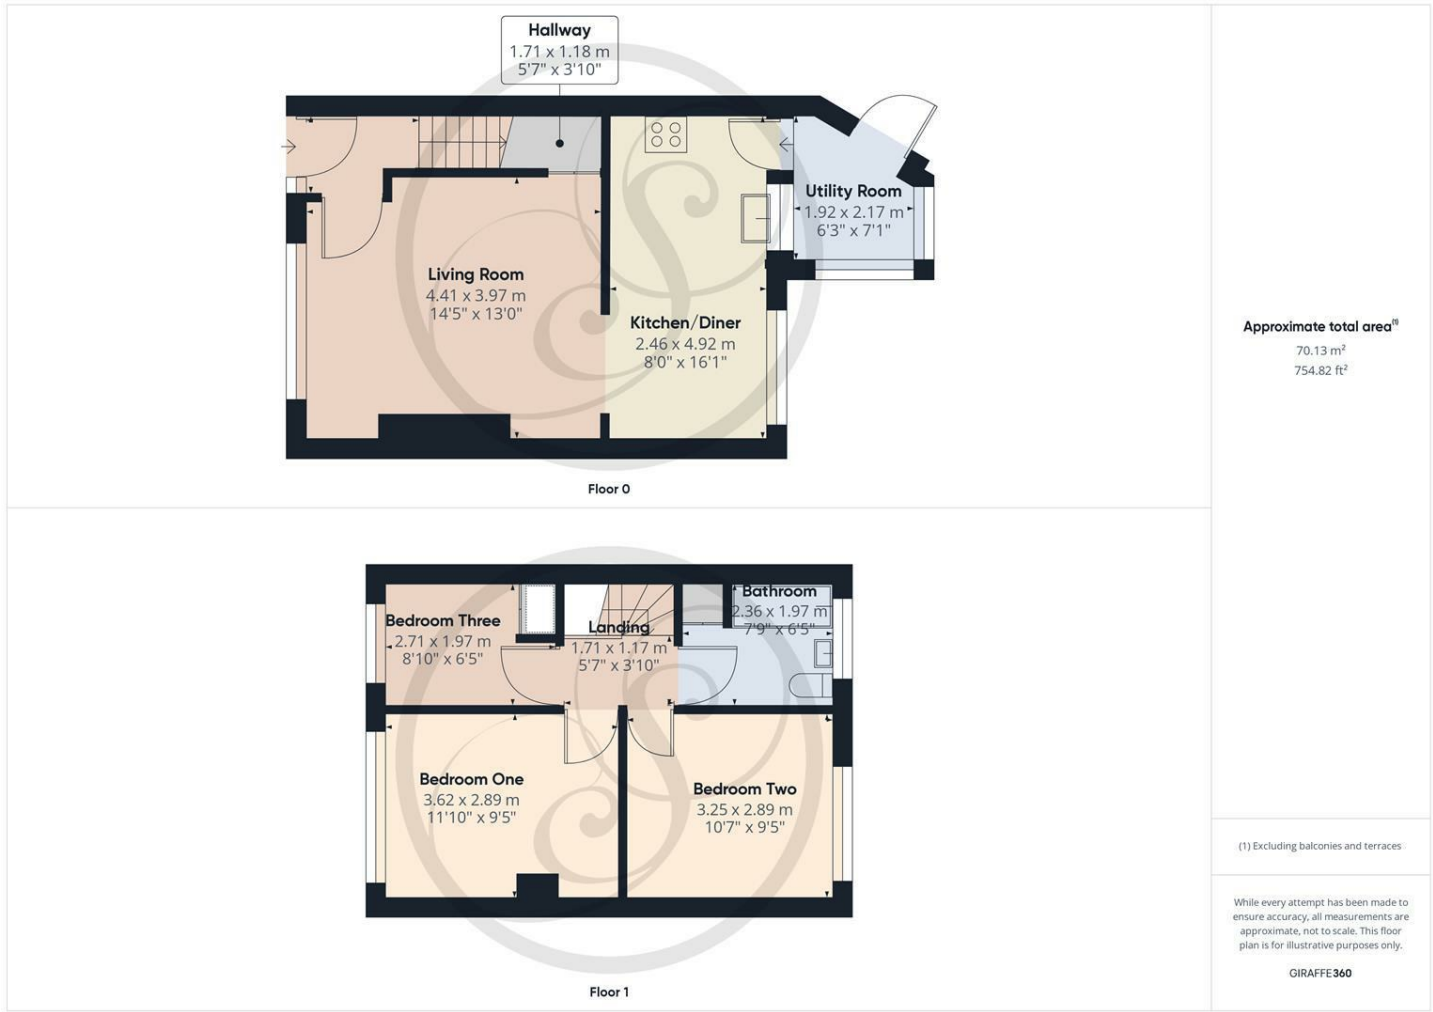 Hallway
1.71 x 1.18 m
5'7" x 3'10"
Utility Room
1.92 x 2.17 m
6'3" x 7'1"
Living Room
4.41 x 3.97 m
14'5" x 13'0"
Kitchen/Diner
2.46 x 4.92 m
8'0" x 16'1"
Floor 0
Approximate total area(1)
70.13 m²
754.82 ft²
Bathroom
2.36 x 1.97 m
7'9" x 6'5"
Bedroom Three
2.71 x 1.97 m
8'10" x 6'5"
Landing
1.71 x 1.17 m
5'7" x 3'10"
Bedroom One
3.62 x 2.89 m
11'10" x 9'5"
Bedroom Two
3.25 x 2.89 m
10'7" x 9'5"
Floor 1
(1) Excluding balconies and terraces
While every attempt has been made to
ensure accuracy, all measurements are
approximate, not to scale. This floor
plan is for illustrative purposes only.
GIRAFFE360